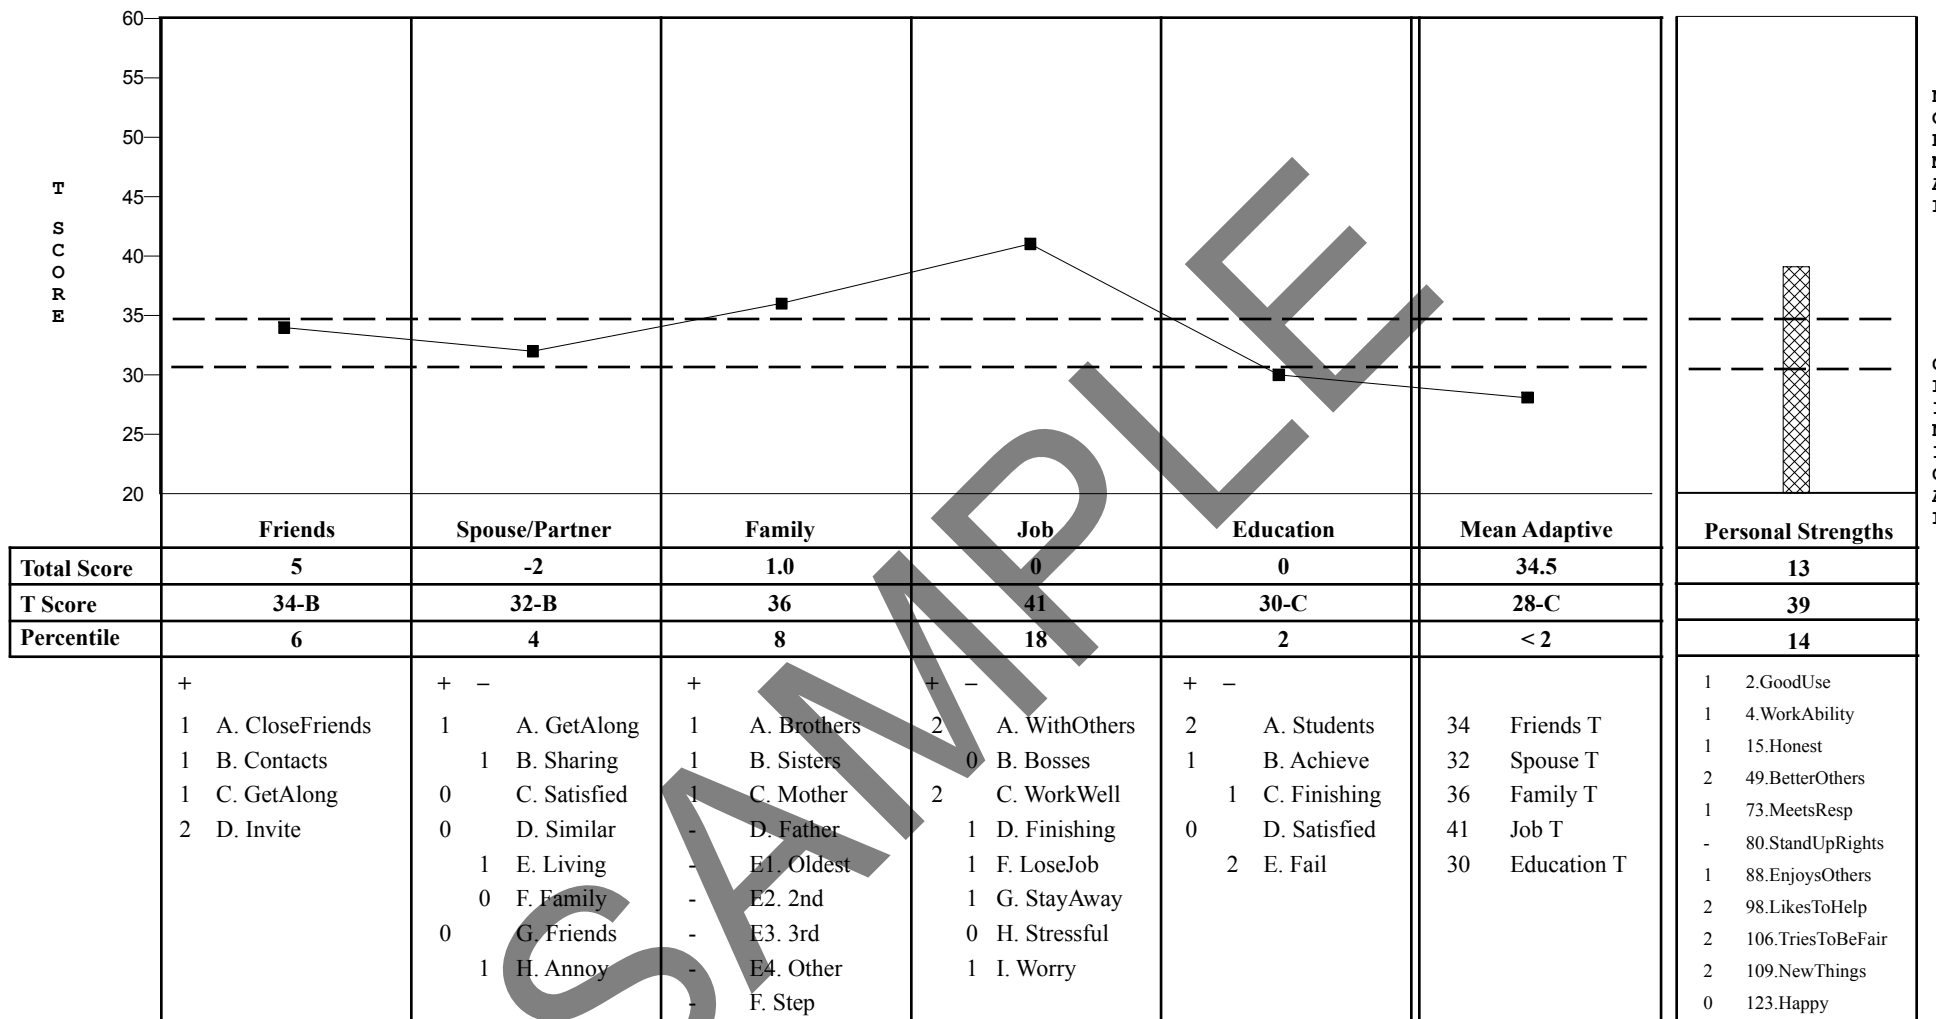 60
55
50
45
40
35
30
25
20
T SCORE
Friends Spouse/Partner Family Job Education Mean Adaptive Personal Strengths
Total Score 5 -2 1.0 0 0 34.5 13
T Score 34-B 32-B 36 41 30-C 28-C 39
Percentile 6 4 8 18 2 < 2 14
+
1 A. CloseFriends
1 B. Contacts
1 C. GetAlong
2 D. Invite
+ –
1 A. GetAlong
1 B. Sharing
0 C. Satisfied
0 D. Similar
1 E. Living
0 F. Family
0 G. Friends
1 H. Annoy
+
1 A. Brothers
1 B. Sisters
1 C. Mother
- D. Father
- E1. Oldest
- E2. 2nd
- E3. 3rd
- E4. Other
- F. Step
+ –
2 A. WithOthers
0 B. Bosses
2 C. WorkWell
1 D. Finishing
1 F. LoseJob
1 G. StayAway
0 H. Stressful
1 I. Worry
+ –
2 A. Students
1 B. Achieve
1 C. Finishing
0 D. Satisfied
2 E. Fail
34 Friends T
32 Spouse T
36 Family T
41 Job T
30 Education T
1 2.GoodUse
1 4.WorkAbility
1 15.Honest
2 49.BetterOthers
1 73.MeetsResp
- 80.StandUpRights
1 88.EnjoysOthers
2 98.LikesToHelp
2 106.TriesToBeFair
2 109.NewThings
0 123.Happy
SAMPLE